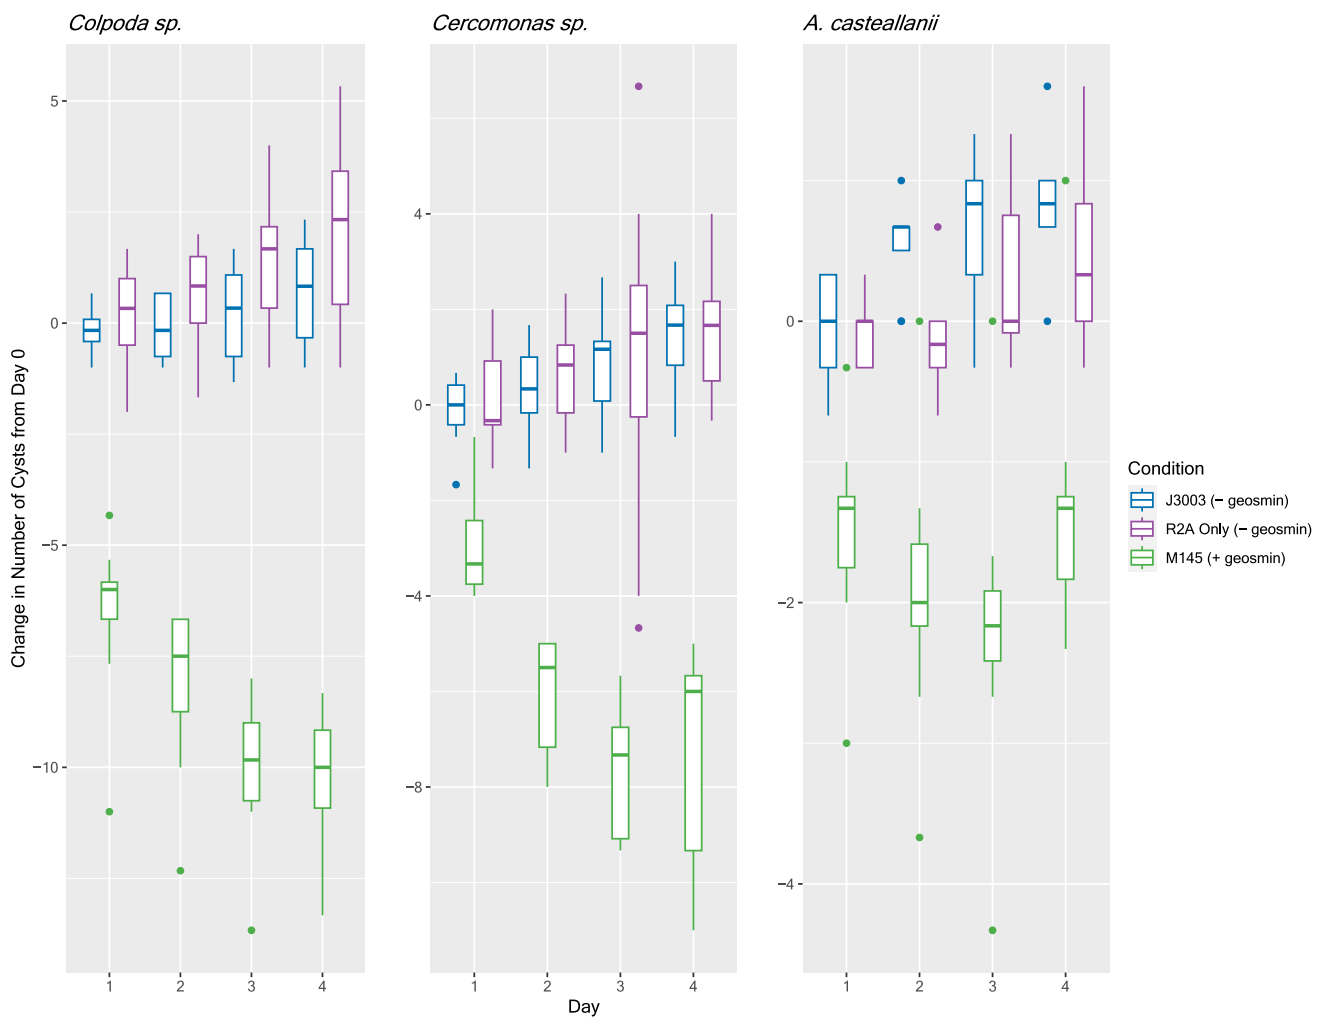 Colpoda sp.
Cercomonas sp.
A. casteallanii
Change in Number of Cysts from Day 0
5
0
−5
−10
1 2 3 4
4
0
−4
−8
1 2 3 4
0
−2
−4
1 2 3 4
Day
Condition
J3003 (− geosmin)
R2A Only (− geosmin)
M145 (+ geosmin)